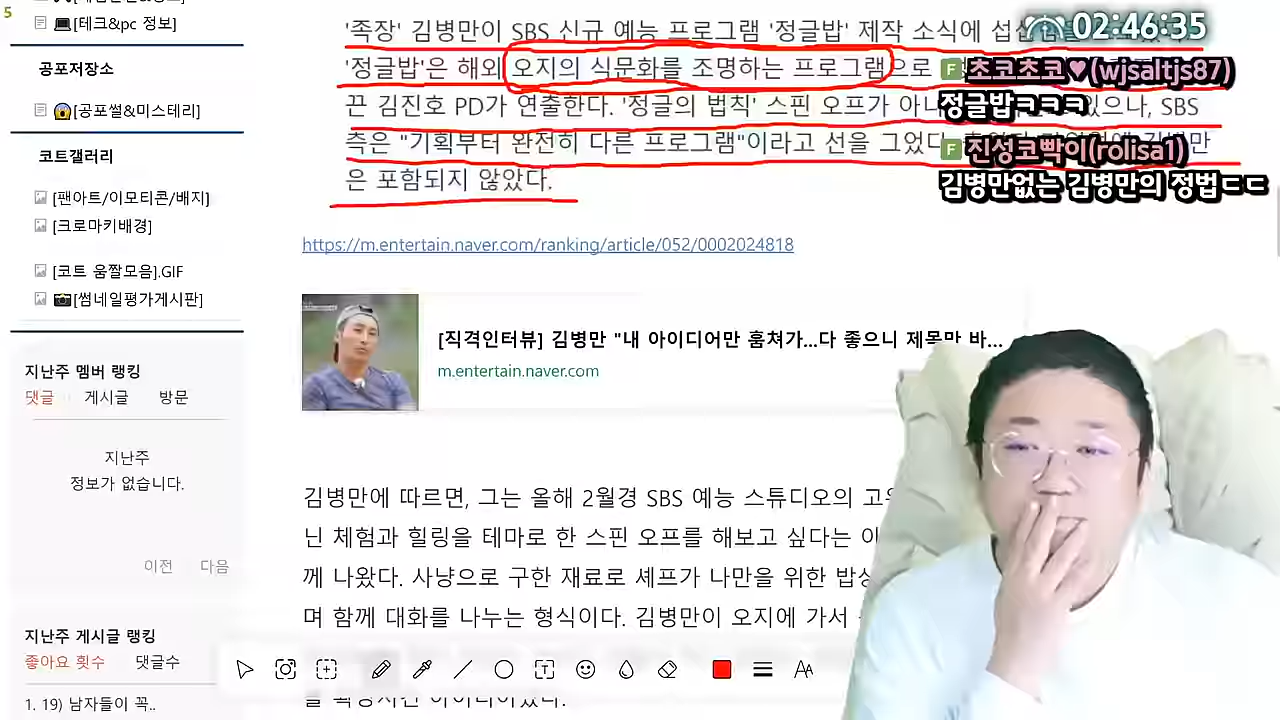 5
[테크&pc 정보]
공포저장소
[공포썰&미스테리]
코트갤러리
[팬아트/이모티콘/배지]
[크로마키배경]
[코트 움짤모음].GIF
[썸네일평가게시판]
지난주 멤버 랭킹
댓글 게시글 방문
지난주
정보가 없습니다.
이전 다음
지난주 게시글 랭킹
좋아요 횟수 댓글수
1. 19) 남자들이 꼭..
'족장' 김병만이 SBS 신규 예능 프로그램 '정글밥' 제작 소식에
'정글밥'은 해외 오지의 식문화를 조명하는 프로그램으로
끈 김진호 PD가 연출한다. '정글의 법칙' 스핀 오프가 아니 있으나, SBS
측은 "기획부터 완전히 다른 프로그램"이라고 선을 그었다.
은 포함되지 않았다.
https://m.entertain.naver.com/ranking/article/052/0002024818
[직격인터뷰] 김병만 "내 아이디어만 훔쳐가...다 좋으니 제목만 바...
m.entertain.naver.com
김병만에 따르면, 그는 올해 2월경 SBS 예능 스튜디오의
닌 체험과 힐링을 테마로 한 스핀 오프를 해보고 싶다는
께 나왔다. 사냥으로 구한 재료로 셰프가 나만을 위한
며 함께 대화를 나누는 형식이다. 김병만이 오지에 가서
02:46:35
F 초코초코♥(wjsaltjs87)
정글밥ㅋㅋㅋ
F 진성코빡이(rolisa1)
김병만없는 김병만의 정법ㄷㄷ